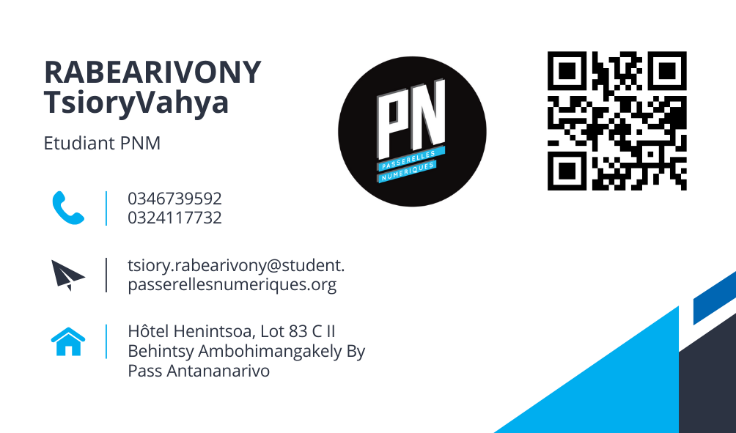 RABEARIVONY
TsioryVahya
Etudiant PNM
PN
PASSERELLES
NUMERIQUES
0346739592
0324117732
tsiory.rabearivony@student.
passerellesnumeriques.org
Hôtel Henintsoa, Lot 83 C II
Behintsy Ambohimangakely By
Pass Antananarivo